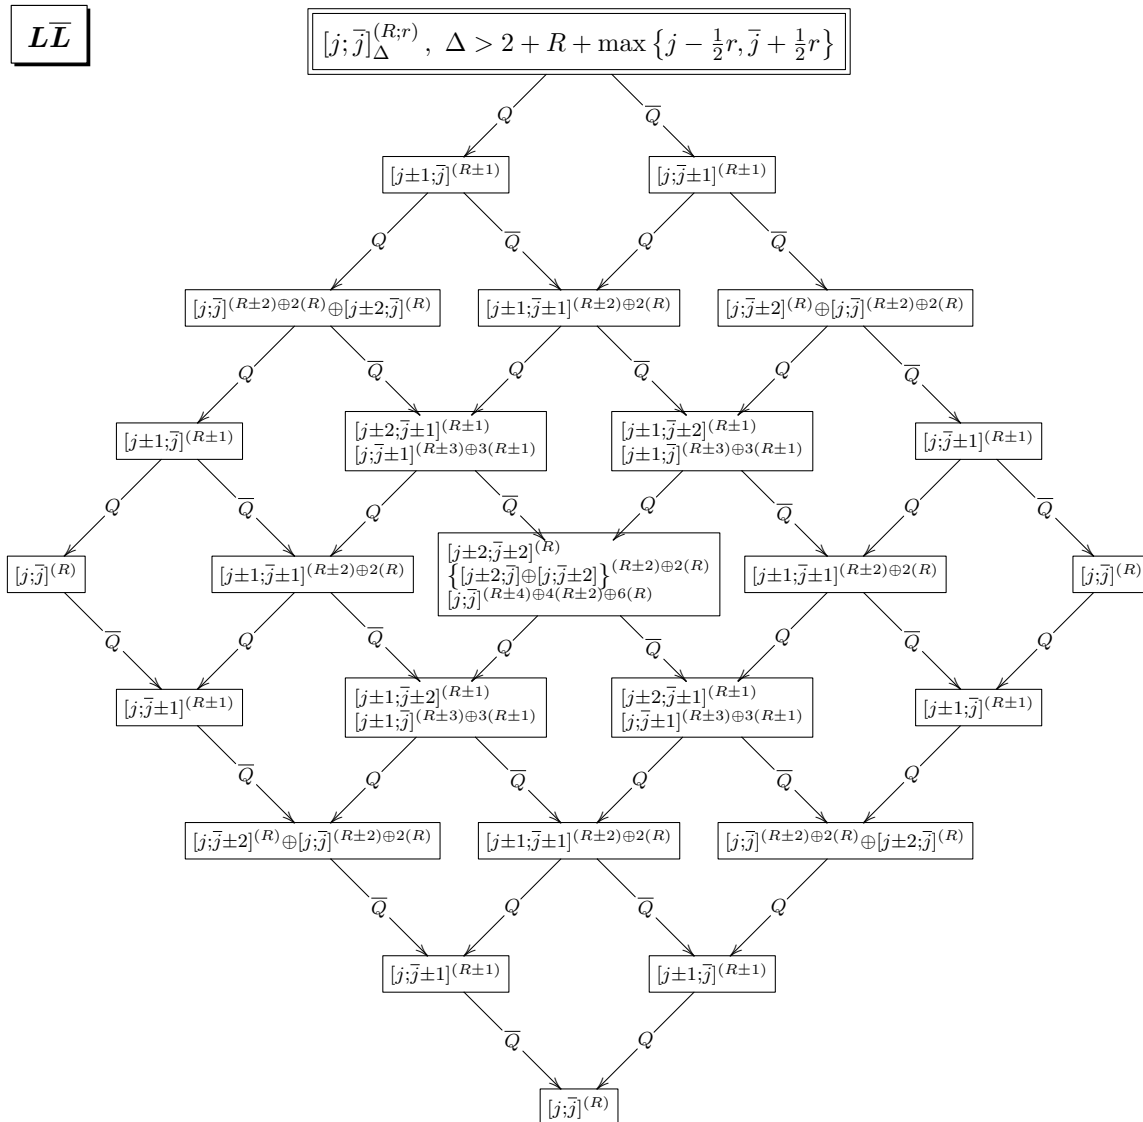 LL̅
[j; j̅]_Δ^{(R;r)}, Δ > 2 + R + max {j − ½r, j̅ + ½r}
Q Q̅
[j±1;j̅]^{(R±1)} [j;j̅±1]^{(R±1)}
Q Q̅ Q Q̅
[j;j̅]^{(R±2)⊕2(R)}⊕[j±2;j̅]^{(R)} [j±1;j̅±1]^{(R±2)⊕2(R)} [j;j̅±2]^{(R)}⊕[j;j̅]^{(R±2)⊕2(R)}
Q Q̅ Q Q̅ Q Q̅
[j±1;j̅]^{(R±1)}
[j±2;j̅±1]^{(R±1)}
[j;j̅±1]^{(R±3)⊕3(R±1)}
[j±1;j̅±2]^{(R±1)}
[j±1;j̅]^{(R±3)⊕3(R±1)}
[j;j̅±1]^{(R±1)}
Q Q̅ Q Q̅ Q Q̅ Q Q̅
[j;j̅]^{(R)}
[j±1;j̅±1]^{(R±2)⊕2(R)}
[j±2;j̅±2]^{(R)}
{[j±2;j̅]⊕[j;j̅±2]}^{(R±2)⊕2(R)}
[j;j̅]^{(R±4)⊕4(R±2)⊕6(R)}
[j±1;j̅±1]^{(R±2)⊕2(R)}
[j;j̅]^{(R)}
Q̅ Q Q̅ Q Q̅ Q Q̅ Q
[j;j̅±1]^{(R±1)}
[j±1;j̅±2]^{(R±1)}
[j±1;j̅]^{(R±3)⊕3(R±1)}
[j±2;j̅±1]^{(R±1)}
[j;j̅±1]^{(R±3)⊕3(R±1)}
[j±1;j̅]^{(R±1)}
Q̅ Q Q̅ Q Q̅ Q
[j;j̅±2]^{(R)}⊕[j;j̅]^{(R±2)⊕2(R)} [j±1;j̅±1]^{(R±2)⊕2(R)} [j;j̅]^{(R±2)⊕2(R)}⊕[j±2;j̅]^{(R)}
Q̅ Q Q̅ Q
[j;j̅±1]^{(R±1)} [j±1;j̅]^{(R±1)}
Q̅ Q
[j;j̅]^{(R)}